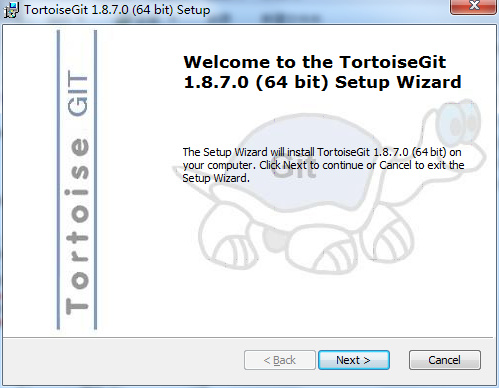 TortoiseGit 1.8.7.0 (64 bit) Setup
Tortoise GIT
Welcome to the TortoiseGit
1.8.7.0 (64 bit) Setup Wizard
Git
The Setup Wizard will install TortoiseGit 1.8.7.0 (64 bit) on
your computer. Click Next to continue or Cancel to exit the
Setup Wizard.
< Back
Next >
Cancel